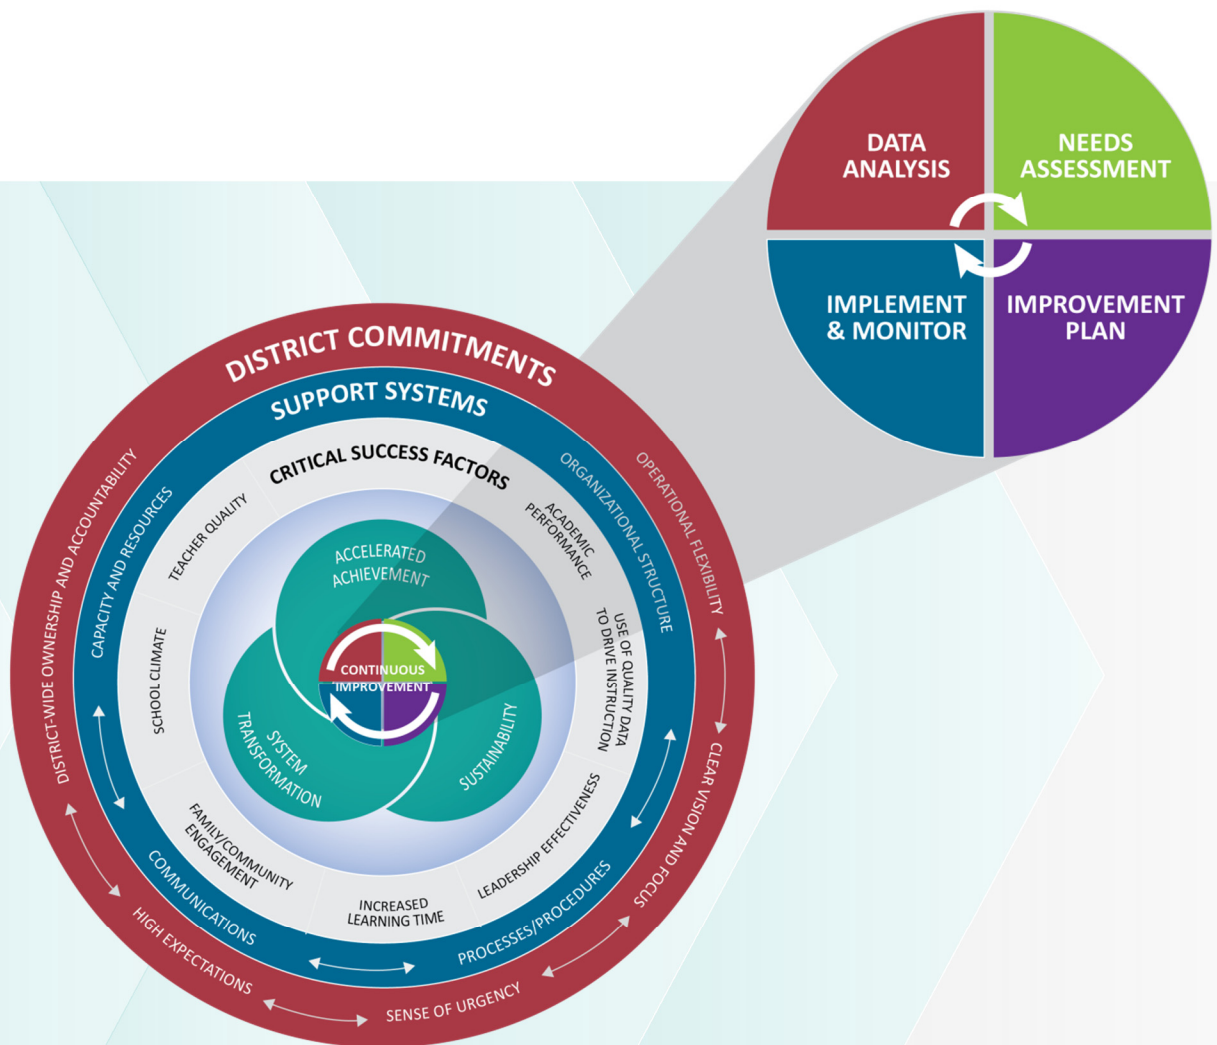 DATA
ANALYSIS
NEEDS
ASSESSMENT
IMPLEMENT
& MONITOR
IMPROVEMENT
PLAN
DISTRICT COMMITMENTS
SUPPORT SYSTEMS
CRITICAL SUCCESS FACTORS
DISTRICT-WIDE OWNERSHIP AND ACCOUNTABILITY
OPERATIONAL FLEXIBILITY
CLEAR VISION AND FOCUS
SENSE OF URGENCY
HIGH EXPECTATIONS
CAPACITY AND RESOURCES
ORGANIZATIONAL STRUCTURE
PROCESSES/PROCEDURES
COMMUNICATIONS
TEACHER QUALITY
ACADEMIC
PERFORMANCE
USE OF QUALITY DATA
TO DRIVE INSTRUCTION
LEADERSHIP EFFECTIVENESS
INCREASED
LEARNING TIME
FAMILY/COMMUNITY
ENGAGEMENT
SCHOOL CLIMATE
ACCELERATED
ACHIEVEMENT
CONTINUOUS
IMPROVEMENT
SYSTEM
TRANSFORMATION
SUSTAINABILITY